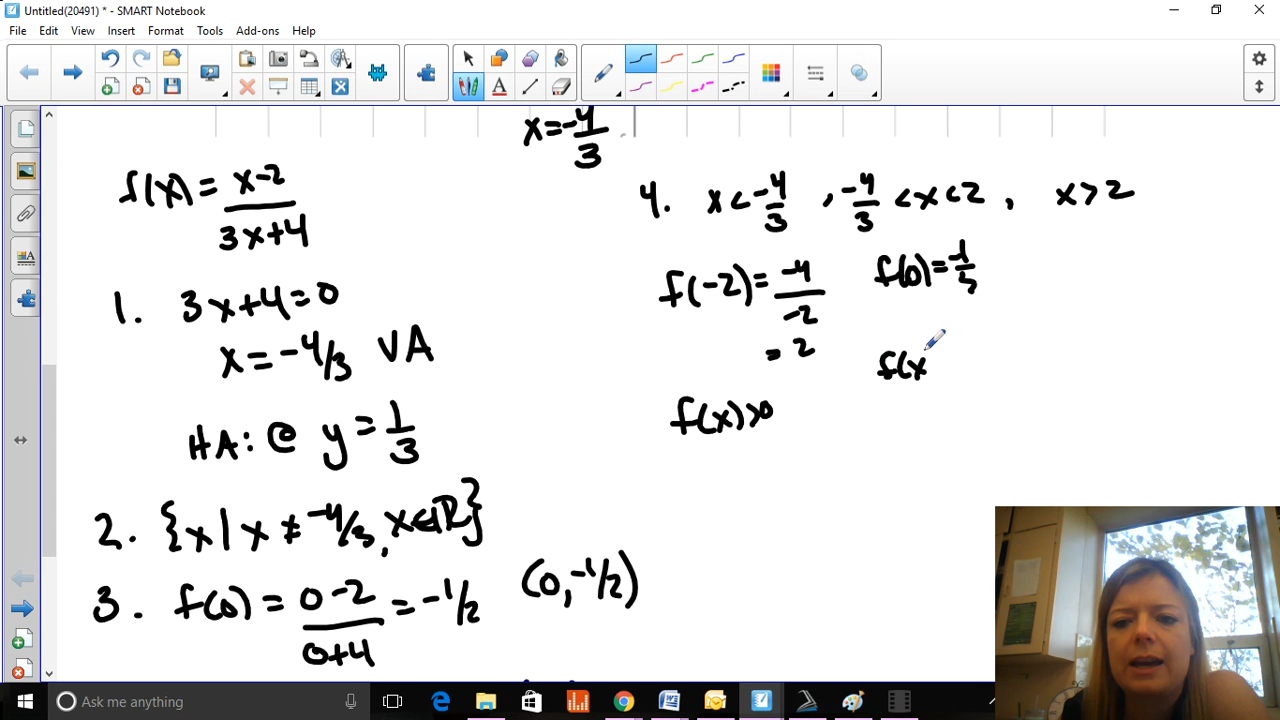 Untitled(20491) * - SMART Notebook
File Edit View Insert Format Tools Add-ons Help
x=-4/3
f(x) = (x-2)/(3x+4)
1. 3x+4=0
x = -4/3 VA
HA: @ y = 1/3
2. {x | x ≠ -4/3, x∈ℝ}
3. f(0) = (0-2)/(0+4) = -1/2 (0, -1/2)
4. x < -4/3 , -4/3 < x < 2 , x > 2
f(-2) = -4/-2 f(0) =
= 2
f(x
f(x)>0
Ask me anything